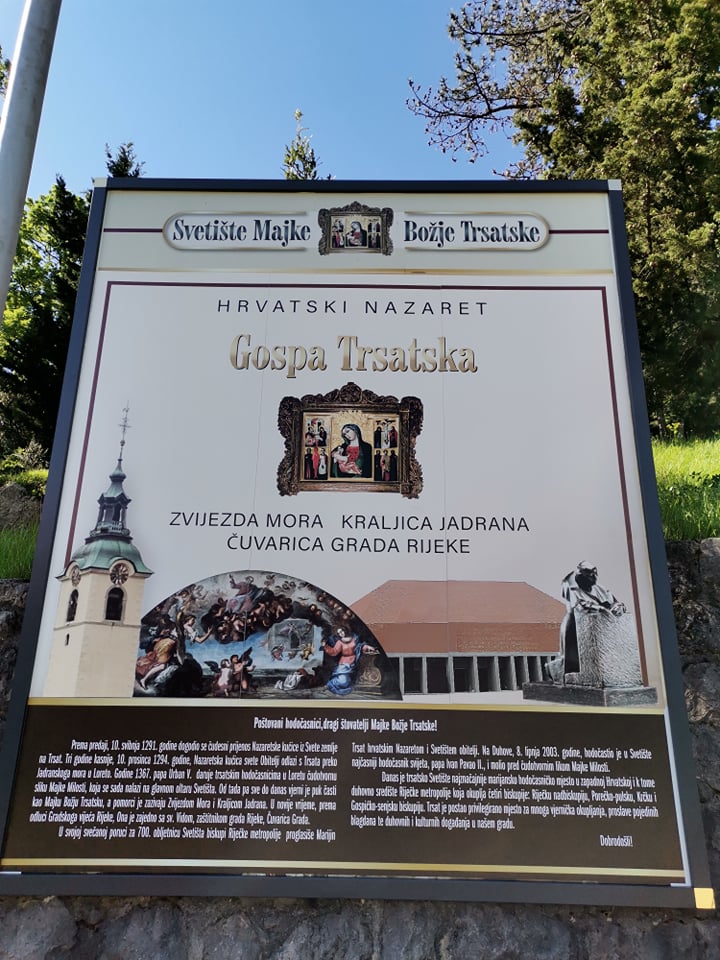 Svetište Majke Božje Trsatske
HRVATSKI NAZARET
Gospa Trsatska
ZVIJEZDA MORA KRALJICA JADRANA
ČUVARICA GRADA RIJEKE
Poštovani hodočasnici,dragi štovatelji Majke Božje Trsatske!
Prema predaji, 10. svibnja 1291. godine dogodio se čudesni prijenos Nazaretske kućice iz Svete zemlje
na Trsat. Tri godine kasnije, 10. prosinca 1294. godine, Nazaretska kućica svete Obitelji odlazi s Trsata preko
Jadranskoga mora u Loreto. Godine 1367. papa Urban V. daruje trsatskim hodočasnicima u Loretu čudotvornu
sliku Majke Milosti, koja se sada nalazi na glavnom oltaru Svetišta. Od tada pa sve do danas vjerni je puk časti
kao Majku Božju Trsatsku, a pomorci je zazivaju Zvijezdom Mora i Kraljicom Jadrana. U novije vrijeme, prema
odluci Gradskoga vijeća Rijeke, Ona je zajedno sa sv. Vidom, zaštitnikom grada Rijeke, Čuvarica Grada.
U svojoj svečanoj poruci za 700. obljetnicu Svetišta biskupi Riječke metropolije proglasiše Marijin
Trsat hrvatskim Nazaretom i Svetištem obitelji. Na Duhove, 8. lipnja 2003. godine, hodočastio je u Svetište
najčasniji hodočasnik svijeta, papa Ivan Pavao II., i molio pred čudotvornim likom Majke Milosti.
Danas je trsatsko Svetište najznačajnije marijansko hodočasničko mjesto u zapadnoj Hrvatskoj i k tome
duhovno središte Riječke metropolije koja okuplja četiri biskupije: Riječku nadbiskupiju, Porečko-pulsku, Krčku i
Gospićko-senjsku biskupiju. Trsat je postao privilegirano mjesto za mnoga vjernička okupljanja, proslave pojedinih
blagdana te duhovnih i kulturnih događanja u našem gradu.
Dobrodošli!